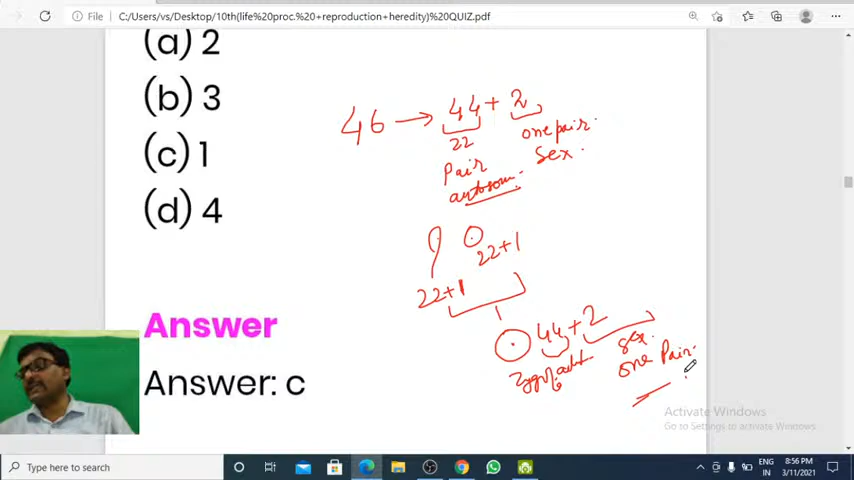 File | C:/Users/vs/Desktop/10th(life%20proc.%20+reproduction+heredity)%20QUIZ.pdf
(a) 2
(b) 3
(c) 1
(d) 4
46 → 44 + 2
22
Pair
autosom
one pair
sex.
22+1
22+1
44+2
Zygo
sex.
one Pair.
Answer
Answer: c
Activate Windows
Go to Settings to activate Windows.
Type here to search
ENG
IN
8:56 PM
3/11/2021